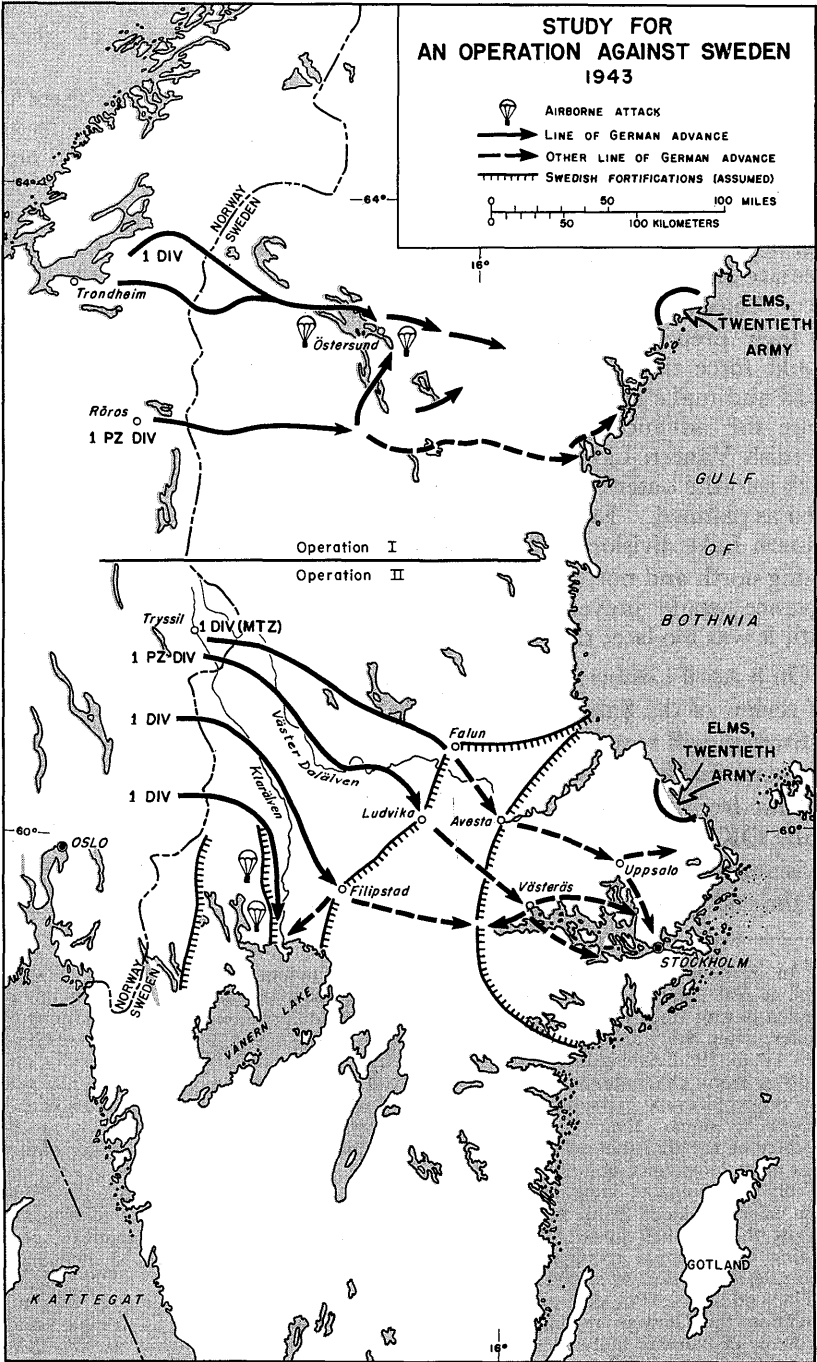 STUDY FOR
AN OPERATION AGAINST SWEDEN
1943
AIRBORNE ATTACK
LINE OF GERMAN ADVANCE
OTHER LINE OF GERMAN ADVANCE
SWEDISH FORTIFICATIONS (ASSUMED)
0 50 100 MILES
0 50 100 KILOMETERS
64°
64°
16°
NORWAY
SWEDEN
1 DIV
Trondheim
Östersund
ELMS,
TWENTIETH
ARMY
Röros
1 PZ DIV
GULF
OF
BOTHNIA
Operation I
Operation II
Tryssil
1 DIV (MTZ)
1 PZ DIV
1 DIV
1 DIV
Väster Dalälven
Klarälven
Falun
Ludvika
Avesta
ELMS,
TWENTIETH
ARMY
60°
60°
OSLO
Uppsalo
Filipstad
Västerås
STOCKHOLM
NORWAY
SWEDEN
VÄNERN LAKE
GOTLAND
KATTEGAT
16°